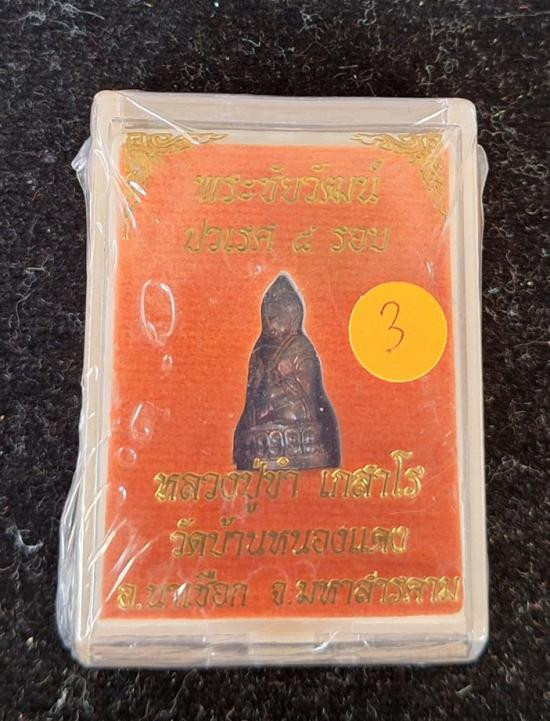 พระชัยวัฒน์
ปวเรศ ๘ รอบ
3
หลวงปู่ขำ เกสาโร
วัดบ้านหนองแดง
อ.นาเชือก จ.มหาสารคาม